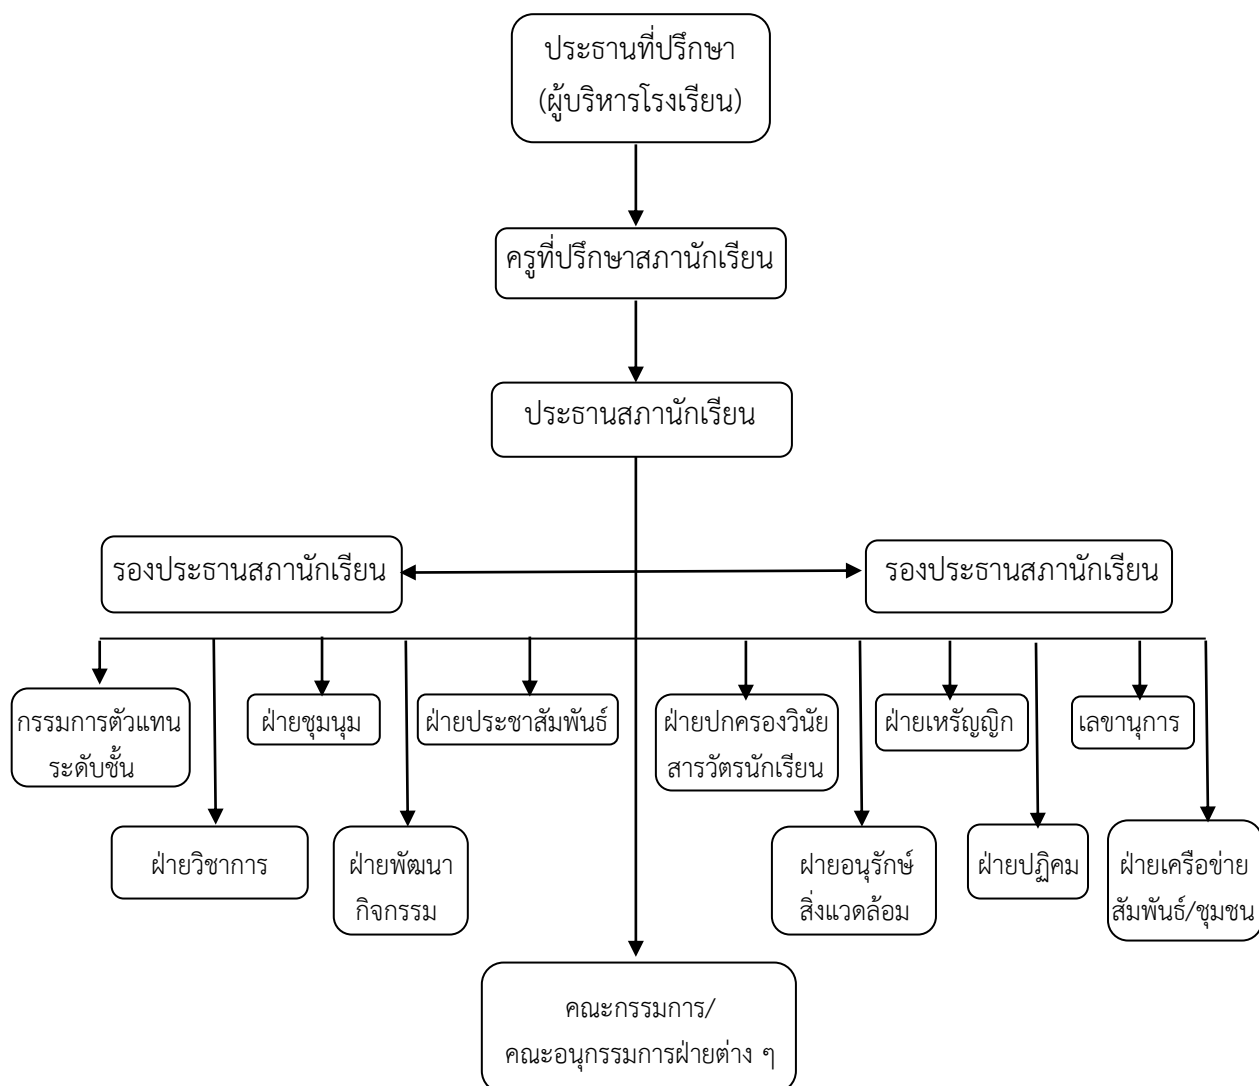 ประธานที่ปรึกษา
(ผู้บริหารโรงเรียน)
ครูที่ปรึกษาสภานักเรียน
ประธานสภานักเรียน
รองประธานสภานักเรียน
รองประธานสภานักเรียน
กรรมการตัวแทน
ระดับชั้น
ฝ่ายชุมนุม
ฝ่ายประชาสัมพันธ์
ฝ่ายปกครองวินัย
สารวัตรนักเรียน
ฝ่ายเหรัญญิก
เลขานุการ
ฝ่ายวิชาการ
ฝ่ายพัฒนา
กิจกรรม
ฝ่ายอนุรักษ์
สิ่งแวดล้อม
ฝ่ายปฏิคม
ฝ่ายเครือข่าย
สัมพันธ์/ชุมชน
คณะกรรมการ/
คณะอนุกรรมการฝ่ายต่าง ๆ